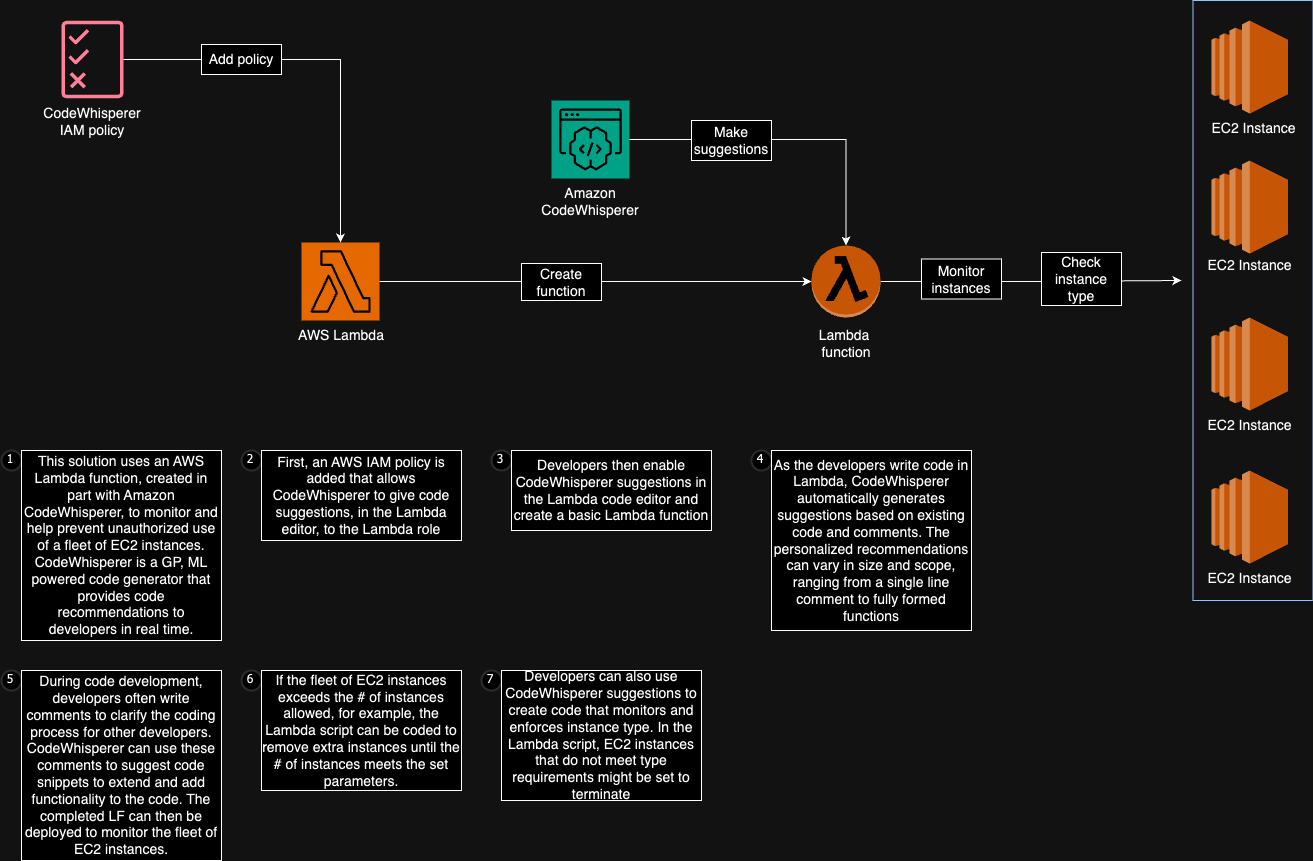 CodeWhisperer
IAM policy
Add policy
Amazon
CodeWhisperer
Make
suggestions
AWS Lambda
Create
function
Lambda
function
Monitor
instances
Check
instance
type
EC2 Instance
EC2 Instance
EC2 Instance
EC2 Instance
1
This solution uses an AWS
Lambda function, created in
part with Amazon
CodeWhisperer, to monitor and
help prevent unauthorized use
of a fleet of EC2 instances.
CodeWhisperer is a GP, ML
powered code generator that
provides code
recommendations to
developers in real time.
2
First, an AWS IAM policy is
added that allows
CodeWhisperer to give code
suggestions, in the Lambda
editor, to the Lambda role
3
Developers then enable
CodeWhisperer suggestions in
the Lambda code editor and
create a basic Lambda function
4
As the developers write code in
Lambda, CodeWhisperer
automatically generates
suggestions based on existing
code and comments. The
personalized recommendations
can vary in size and scope,
ranging from a single line
comment to fully formed
functions
5
During code development,
developers often write
comments to clarify the coding
process for other developers.
CodeWhisperer can use these
comments to suggest code
snippets to extend and add
functionality to the code. The
completed LF can then be
deployed to monitor the fleet of
EC2 instances.
6
If the fleet of EC2 instances
exceeds the # of instances
allowed, for example, the
Lambda script can be coded to
remove extra instances until the
# of instances meets the set
parameters.
7
Developers can also use
CodeWhisperer suggestions to
create code that monitors and
enforces instance type. In the
Lambda script, EC2 instances
that do not meet type
requirements might be set to
terminate